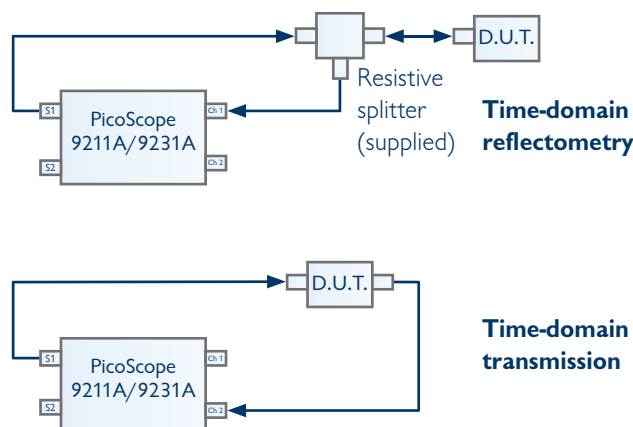 D.U.T.
Resistive
splitter
(supplied)
Time-domain
reflectometry
S1
PicoScope
9211A/9231A
Ch 1
S2
Ch 2
D.U.T.
Time-domain
transmission
S1
PicoScope
9211A/9231A
Ch 1
S2
Ch 2